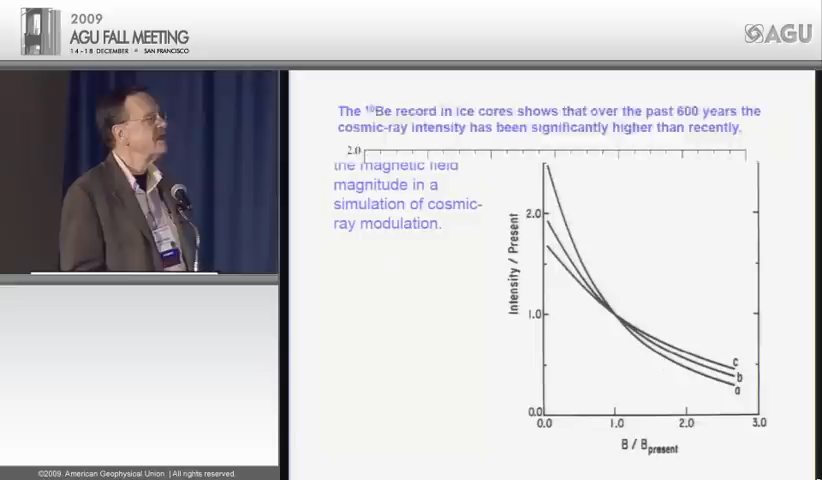 2009
AGU FALL MEETING
14 - 18 DECEMBER • SAN FRANCISCO
AGU
The ¹⁰Be record in ice cores shows that over the past 600 years the
cosmic-ray intensity has been significantly higher than recently.
2.0
the magnetic field
magnitude in a
simulation of cosmic-
ray modulation.
Intensity / Present
2.0
1.0
0.0
c
b
a
0.0 1.0 2.0 3.0
B / Bpresent
©2009. American Geophysical Union. | All rights reserved.